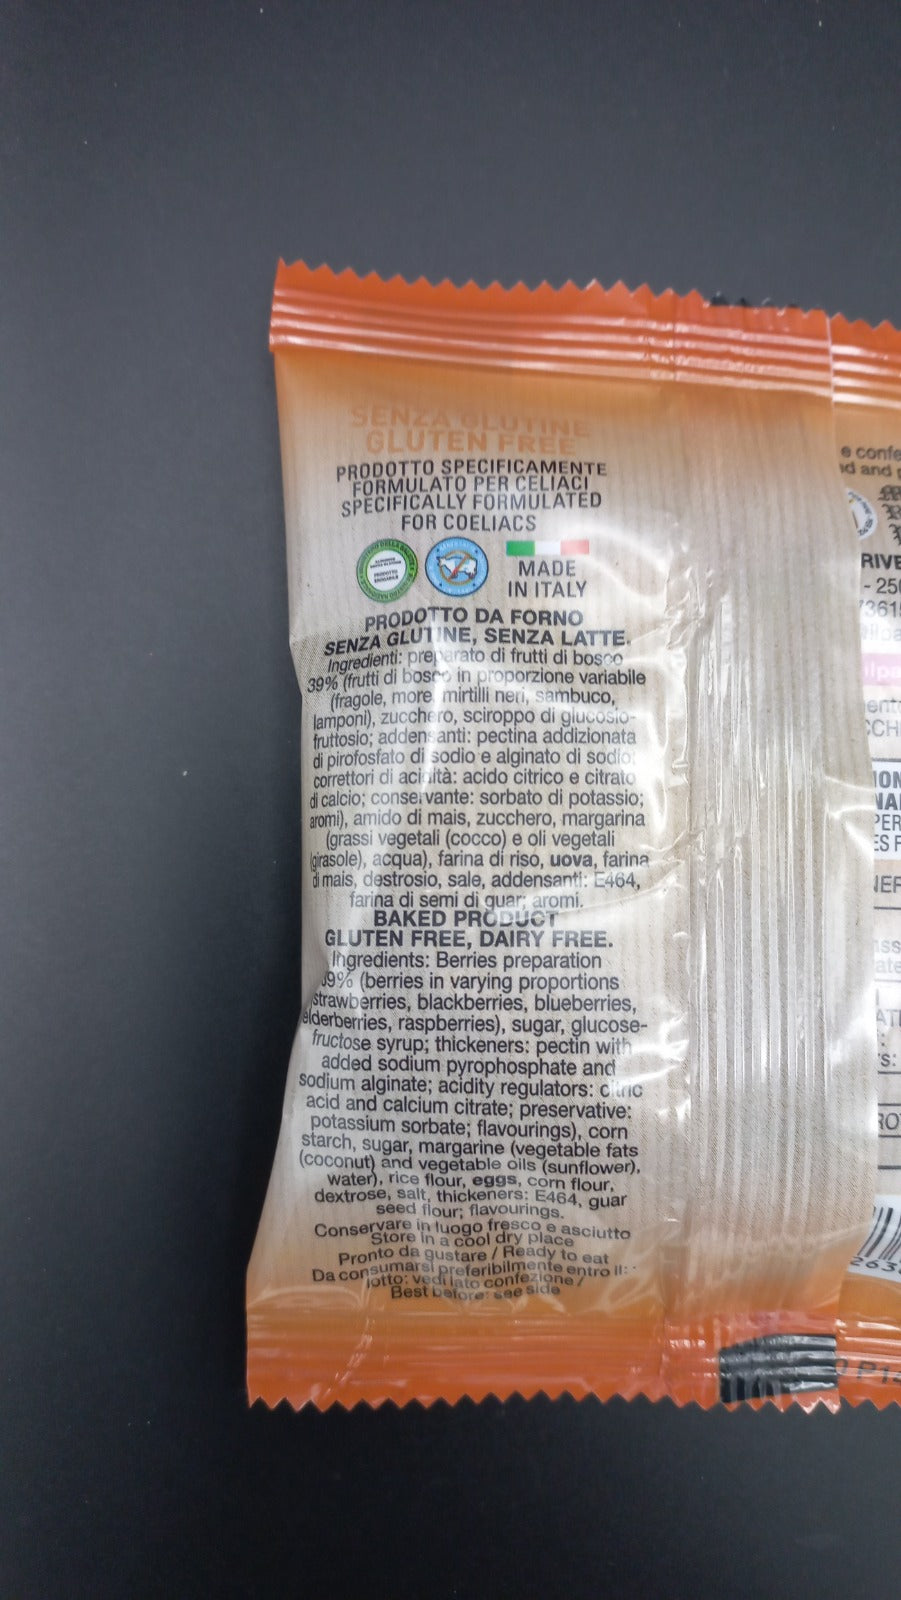 SENZA GLUTINE
GLUTEN FREE
PRODOTTO SPECIFICAMENTE
FORMULATO PER CELIACI
SPECIFICALLY FORMULATED
FOR COELIACS
MADE
IN ITALY
PRODOTTO DA FORNO
SENZA GLUTINE, SENZA LATTE.
Ingredienti: preparato di frutti di bosco
39% (frutti di bosco in proporzione variabile
(fragole, more, mirtilli neri, sambuco,
lamponi), zucchero, sciroppo di glucosio-
fruttosio; addensanti: pectina addizionata
di pirofosfato di sodio e alginato di sodio;
correttori di acidità: acido citrico e citrato
di calcio; conservante: sorbato di potassio;
aromi), amido di mais, zucchero, margarina
(grassi vegetali (cocco) e oli vegetali
(girasole), acqua), farina di riso, uova, farina
di mais, destrosio, sale, addensanti: E464,
farina di semi di guar; aromi.
BAKED PRODUCT
GLUTEN FREE, DAIRY FREE.
Ingredients: Berries preparation
39% (berries in varying proportions
strawberries, blackberries, blueberries,
elderberries, raspberries), sugar, glucose-
fructose syrup; thickeners: pectin with
added sodium pyrophosphate and
sodium alginate; acidity regulators: citric
acid and calcium citrate; preservative:
potassium sorbate; flavourings), corn
starch, sugar, margarine (vegetable fats
(coconut) and vegetable oils (sunflower),
water), rice flour, eggs, corn flour,
dextrose, salt, thickeners: E464, guar
seed flour; flavourings.
Conservare in luogo fresco e asciutto
Store in a cool dry place
Pronto da gustare / Ready to eat
Da consumarsi preferibilmente entro il:
lotto: vedi lato confezione /
Best before: see side